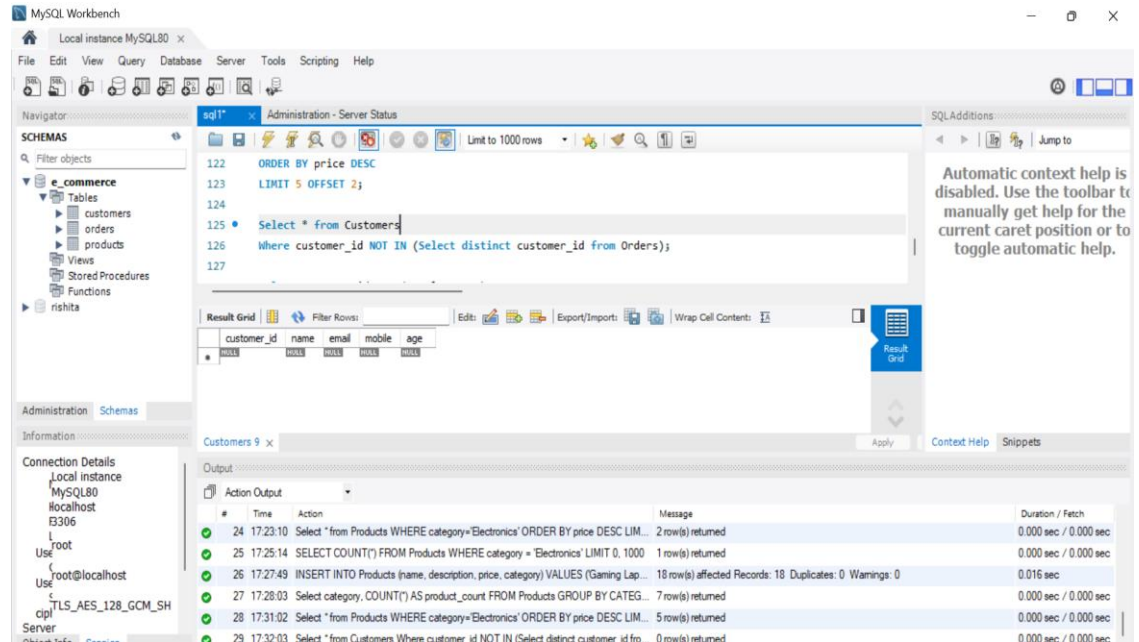 MySQL Workbench
Local instance MySQL80
File Edit View Query Database Server Tools Scripting Help
Navigator
SCHEMAS
Filter objects
e_commerce
Tables
customers
orders
products
Views
Stored Procedures
Functions
rishita
Administration Schemas
Information
Connection Details
Local instance
MySQL80
localhost
3306
Use root
Use root@localhost
cipl TLS_AES_128_GCM_SH
Server
Object Info Session
sql1* Administration - Server Status
Limit to 1000 rows
122 ORDER BY price DESC
123 LIMIT 5 OFFSET 2;
124
125 Select * from Customers
126 Where customer_id NOT IN (Select distinct customer_id from Orders);
127
Result Grid Filter Rows: Edit: Export/Import: Wrap Cell Content:
customer_id name email mobile age
NULL NULL NULL NULL NULL
Result
Grid
Customers 9 Apply
SQL Additions
Jump to
Automatic context help is
disabled. Use the toolbar to
manually get help for the
current caret position or to
toggle automatic help.
Context Help Snippets
Output
Action Output
# Time Action Message Duration / Fetch
24 17:23:10 Select * from Products WHERE category='Electronics' ORDER BY price DESC LIM... 2 row(s) returned 0.000 sec / 0.000 sec
25 17:25:14 SELECT COUNT(*) FROM Products WHERE category = 'Electronics' LIMIT 0, 1000 1 row(s) returned 0.000 sec / 0.000 sec
26 17:27:49 INSERT INTO Products (name, description, price, category) VALUES ('Gaming Lap... 18 row(s) affected Records: 18 Duplicates: 0 Warnings: 0 0.016 sec
27 17:28:03 Select category, COUNT(*) AS product_count FROM Products GROUP BY CATEG... 7 row(s) returned 0.000 sec / 0.000 sec
28 17:31:02 Select * from Products WHERE category='Electronics' ORDER BY price DESC LIM... 5 row(s) returned 0.000 sec / 0.000 sec
29 17:32:03 Select * from Customers Where customer_id NOT IN (Select distinct customer_id fro... 0 row(s) returned 0.000 sec / 0.000 sec